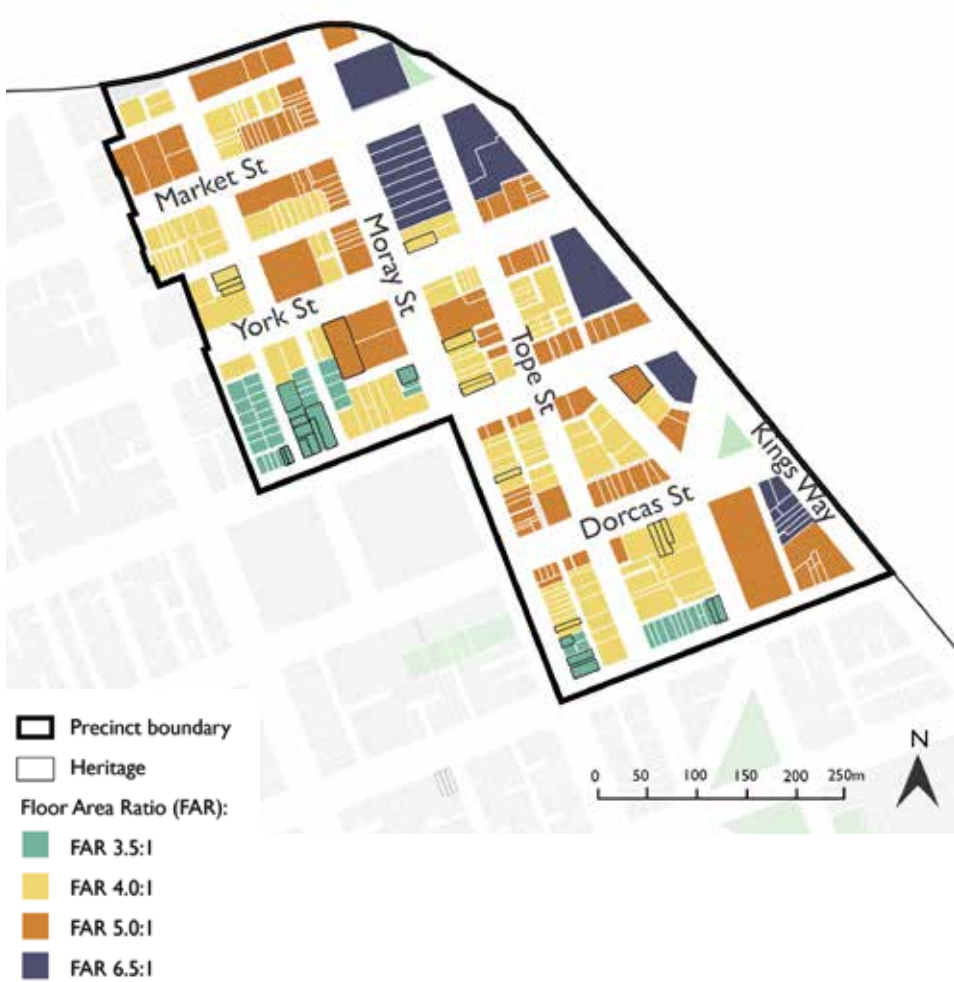 Market St
Moray St
York St
Tope St
Kings Way
Dorcas St
Precinct boundary
Heritage
Floor Area Ratio (FAR):
FAR 3.5:1
FAR 4.0:1
FAR 5.0:1
FAR 6.5:1
0 50 100 150 200 250m
N